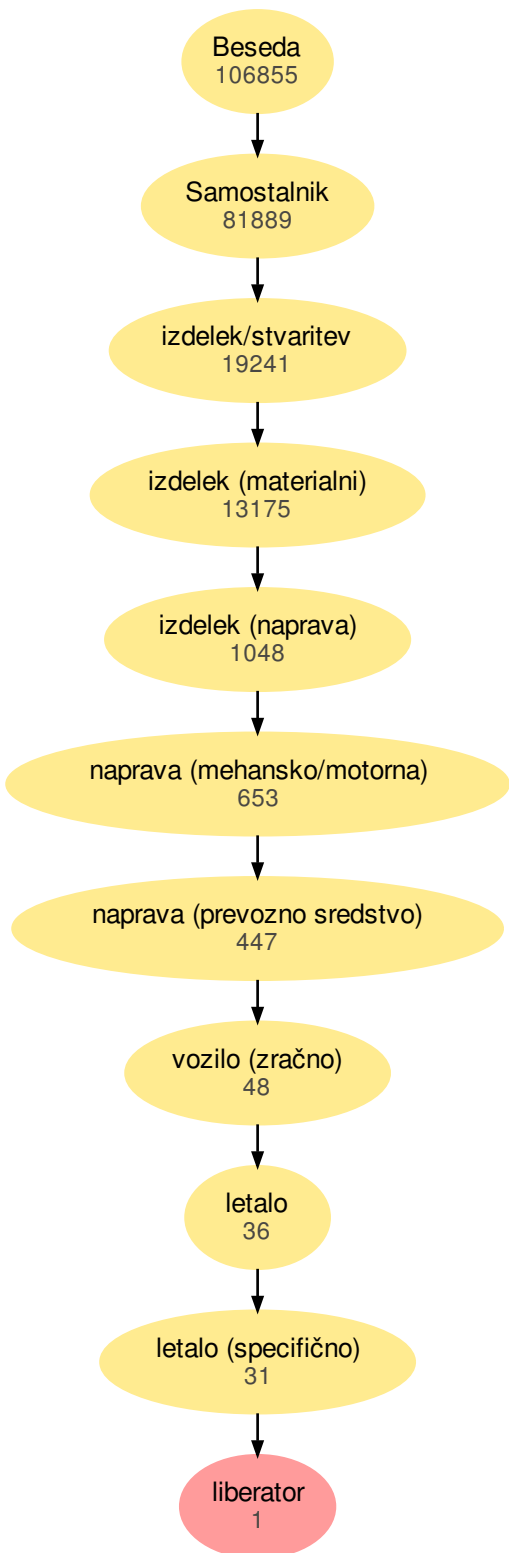 Beseda
106855
Samostalnik
81889
izdelek/stvaritev
19241
izdelek (materialni)
13175
izdelek (naprava)
1048
naprava (mehansko/motorna)
653
naprava (prevozno sredstvo)
447
vozilo (zračno)
48
letalo
36
letalo (specifično)
31
liberator
1